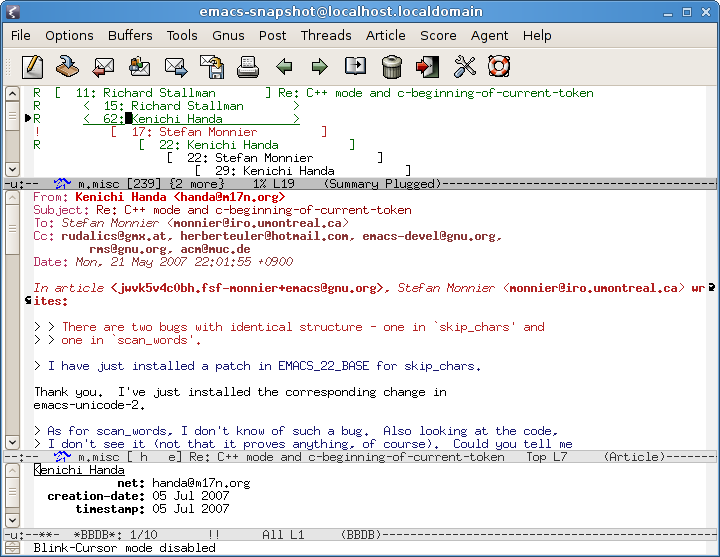 emacs-snapshot@localhost.localdomain
File Options Buffers Tools Gnus Post Threads Article Score Agent Help
R  [  11: Richard Stallman       ] Re: C++ mode and c-beginning-of-current-token
R      <  15: Richard Stallman       >
R      <  62: Kenichi Handa          >
!          [  17: Stefan Monnier         ]
R              [  22: Kenichi Handa          ]
[  22: Stefan Monnier         ]
[  29: Kenichi Handa          ]
-u:--  m.misc [239] {2 more}    1% L19    (Summary Plugged)----------------------------------
From: Kenichi Handa <handa@m17n.org>
Subject: Re: C++ mode and c-beginning-of-current-token
To: Stefan Monnier <monnier@iro.umontreal.ca>
Cc: rudalics@gmx.at, herberteuler@hotmail.com, emacs-devel@gnu.org,
rms@gnu.org, acm@muc.de
Date: Mon, 21 May 2007 22:01:55 +0900
In article <jwvk5v4c0bh.fsf-monnier+emacs@gnu.org>, Stefan Monnier <monnier@iro.umontreal.ca> wr
ites:
> > There are two bugs with identical structure - one in `skip_chars' and
> > one in `scan_words'.
> I have just installed a patch in EMACS_22_BASE for skip_chars.
Thank you.  I've just installed the corresponding change in
emacs-unicode-2.
> As for scan_words, I don't know of such a bug.  Also looking at the code,
> I don't see it (not that it proves anything, of course).  Could you tell me
--:--  m.misc [ h   e] Re: C++ mode and c-beginning-of-current-token   Top L7     (Article)-------
Kenichi Handa
net: handa@m17n.org
creation-date: 05 Jul 2007
timestamp: 05 Jul 2007
-u:**-  *BBDB*: 1/10       !!      All L1     (BBDB)----------------------------------------------
Blink-Cursor mode disabled